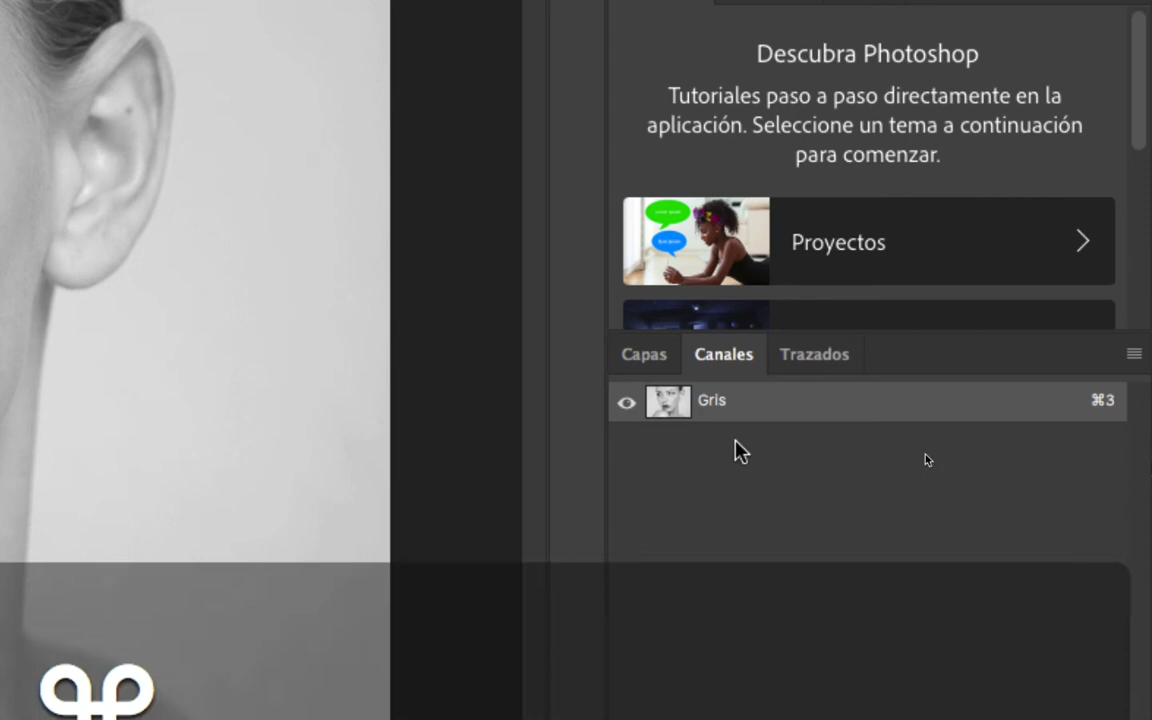 Descubra Photoshop
Tutoriales paso a paso directamente en la
aplicación. Seleccione un tema a continuación
para comenzar.
Proyectos
Capas Canales Trazados
Gris ⌘3